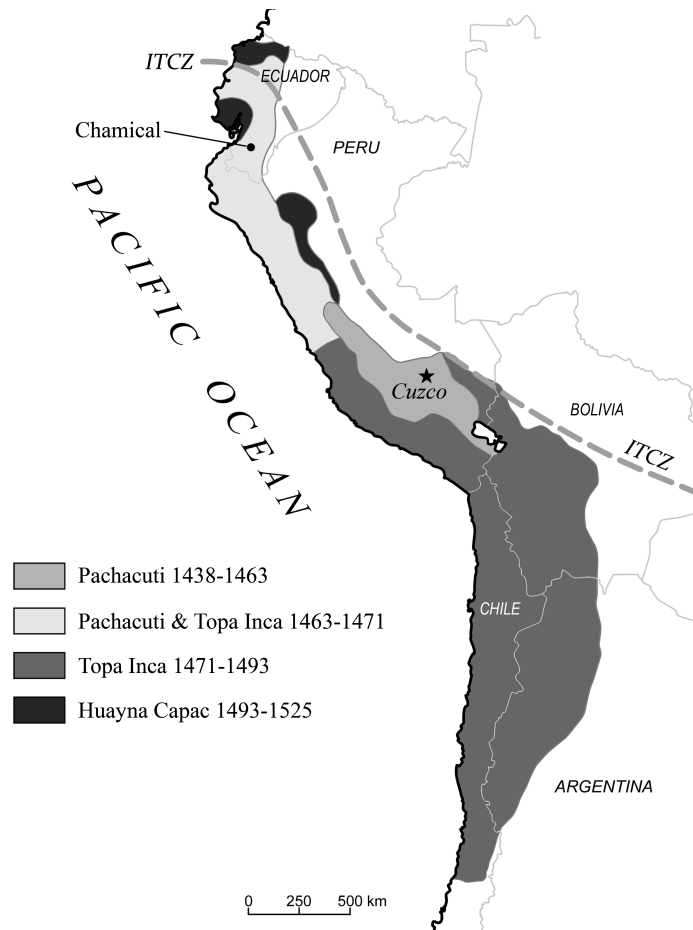 ITCZ
ECUADOR
Chamical
PERU
PACIFIC OCEAN
Cuzco
BOLIVIA
ITCZ
Pachacuti 1438-1463
CHILE
Pachacuti & Topa Inca 1463-1471
Topa Inca 1471-1493
Huayna Capac 1493-1525
ARGENTINA
0 250 500 km